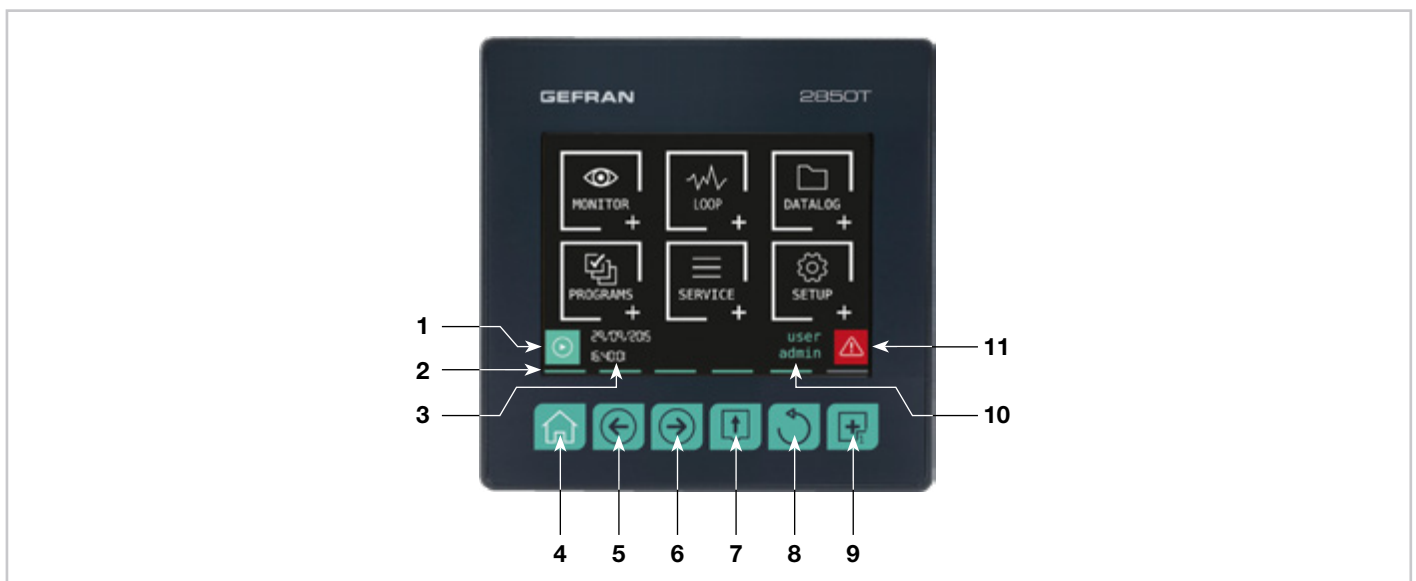 GEFRAN 2850T
MONITOR LOOP DATALOG
PROGRAMS SERVICE SETUP
1
user 11
admin
2
3 10
4 5 6 7 8 9